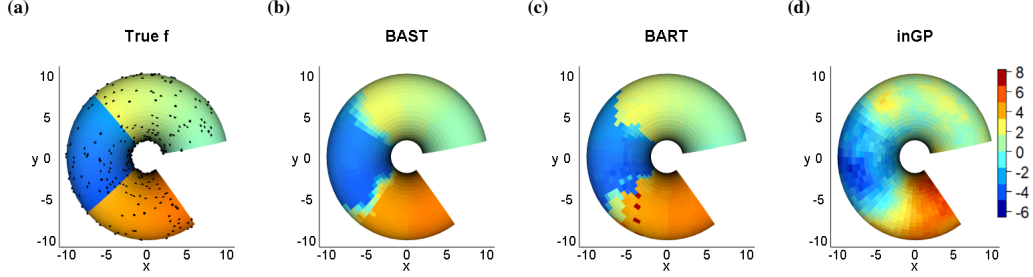 (a) (b) (c) (d)
True f BAST BART inGP
10 10 10 10 8
5 5 5 5 6
4
y 0 y 0 y 0 y 0 2
0
-5 -5 -5 -5 -2
-4
-10 -10 -10 -10 -6
-10 -5 0 5 10 -10 -5 0 5 10 -10 -5 0 5 10 -10 -5 0 5 10
x x x x